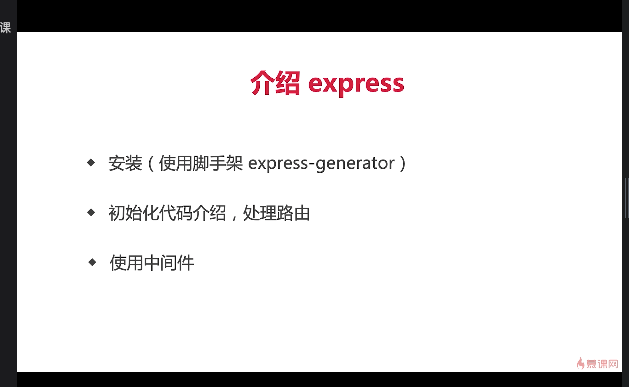 课
介绍 express
安装（使用脚手架 express-generator）
初始化代码介绍，处理路由
使用中间件
慕课网